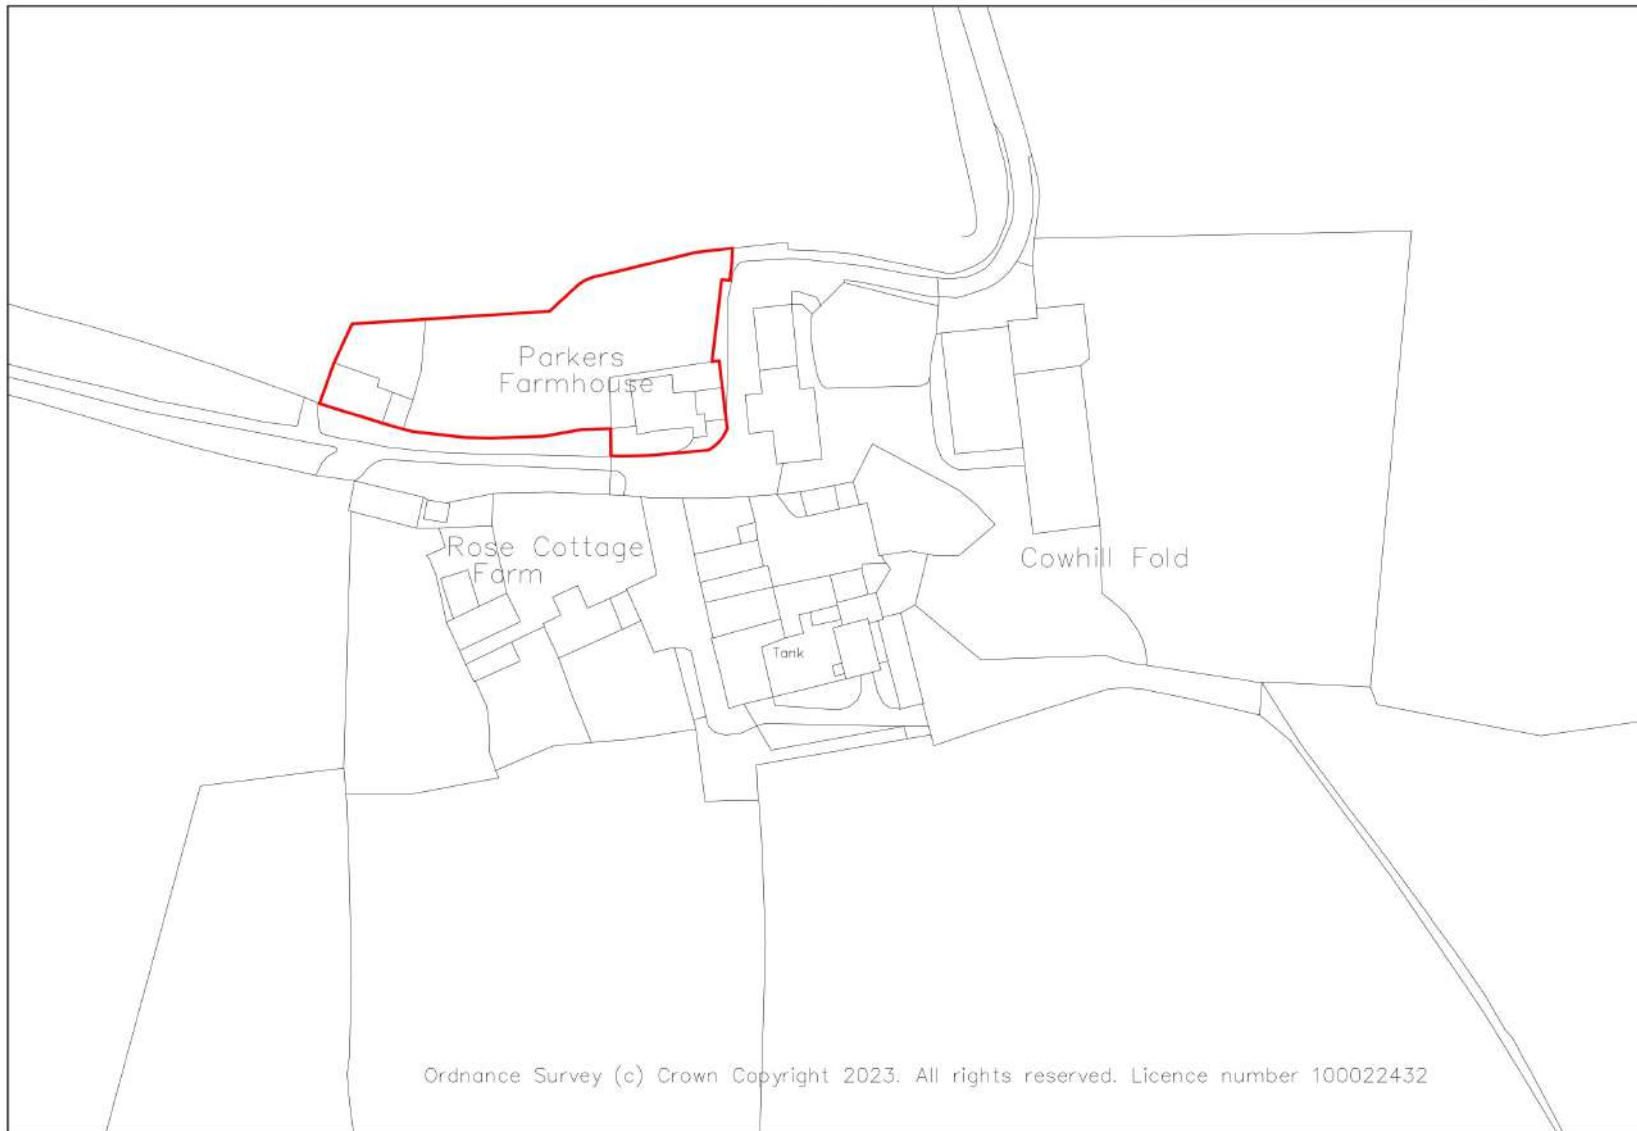 Parkers
Farmhouse
Rose Cottage
Farm
Cowhill Fold
Tank
Ordnance Survey (c) Crown Copyright 2023. All rights reserved. Licence number 100022432